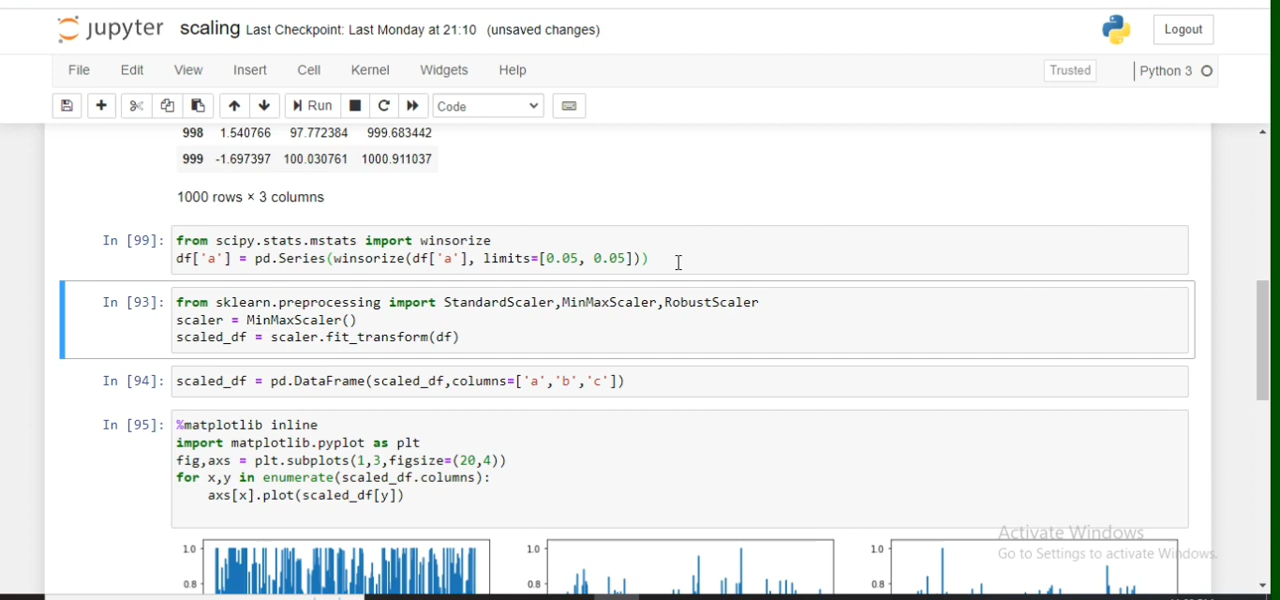 jupyter scaling Last Checkpoint: Last Monday at 21:10 (unsaved changes) Logout
File Edit View Insert Cell Kernel Widgets Help Trusted Python 3
Run Code
998 1.540766 97.772384 999.683442
999 -1.697397 100.030761 1000.911037
1000 rows × 3 columns
In [99]: from scipy.stats.mstats import winsorize
df['a'] = pd.Series(winsorize(df['a'], limits=[0.05, 0.05]))
In [93]: from sklearn.preprocessing import StandardScaler,MinMaxScaler,RobustScaler
scaler = MinMaxScaler()
scaled_df = scaler.fit_transform(df)
In [94]: scaled_df = pd.DataFrame(scaled_df,columns=['a','b','c'])
In [95]: %matplotlib inline
import matplotlib.pyplot as plt
fig,axs = plt.subplots(1,3,figsize=(20,4))
for x,y in enumerate(scaled_df.columns):
    axs[x].plot(scaled_df[y])
Activate Windows
Go to Settings to activate Windows.
1.0 1.0 1.0
0.8 0.8 0.8